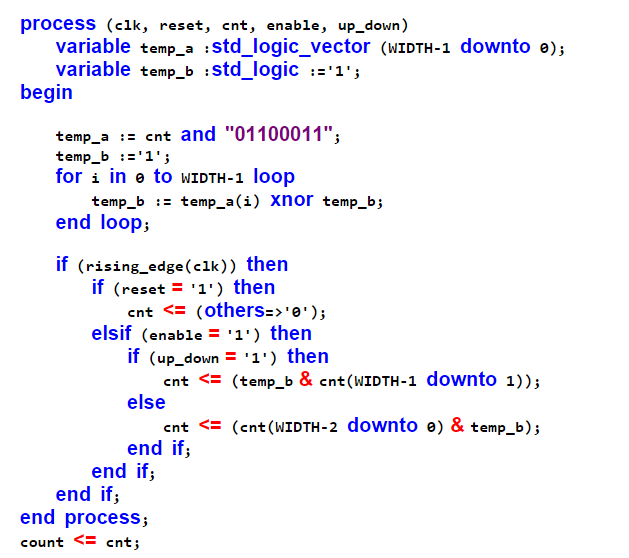 process (clk, reset, cnt, enable, up_down)
    variable temp_a :std_logic_vector (WIDTH-1 downto 0);
    variable temp_b :std_logic :='1';
begin

    temp_a := cnt and "01100011";
    temp_b :='1';
    for i in 0 to WIDTH-1 loop
        temp_b := temp_a(i) xnor temp_b;
    end loop;

    if (rising_edge(clk)) then
        if (reset = '1') then
            cnt <= (others=>'0');
        elsif (enable = '1') then
            if (up_down = '1') then
                cnt <= (temp_b & cnt(WIDTH-1 downto 1));
            else
                cnt <= (cnt(WIDTH-2 downto 0) & temp_b);
            end if;
        end if;
    end if;
end process;
count <= cnt;